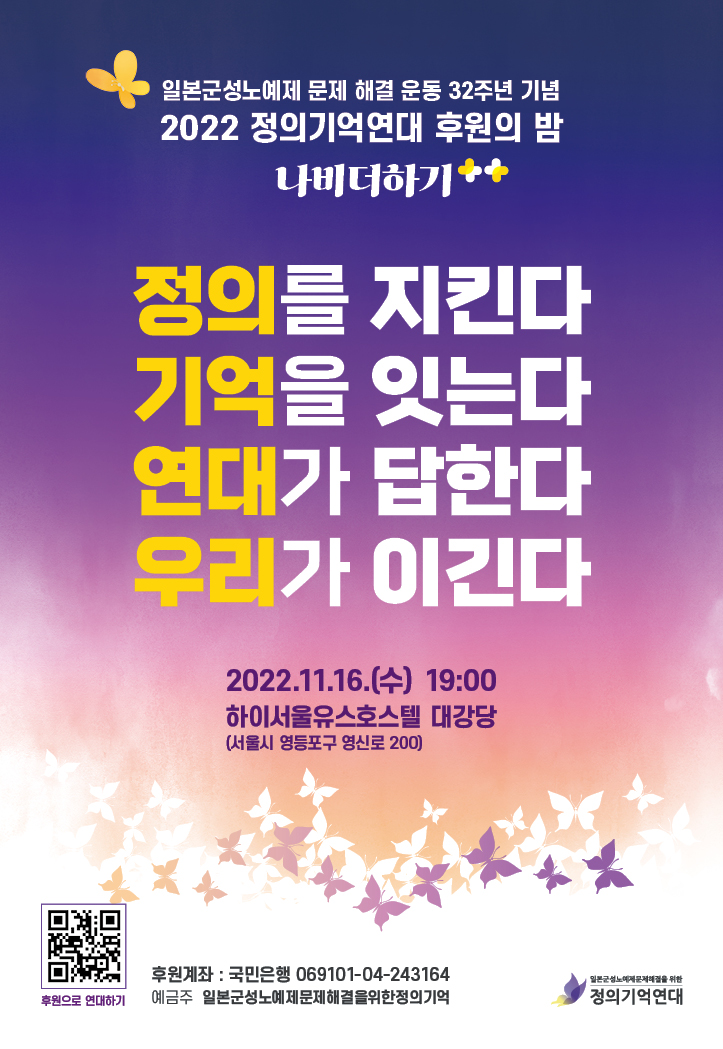 일본군성노예제 문제 해결 운동 32주년 기념
2022 정의기억연대 후원의 밤
나비더하기++
정의를 지킨다
기억을 잇는다
연대가 답한다
우리가 이긴다
2022.11.16.(수) 19:00
하이서울유스호스텔 대강당
(서울시 영등포구 영신로 200)
후원으로 연대하기
후원계좌 : 국민은행 069101-04-243164
예금주 일본군성노예제문제해결을위한정의기억
일본군성노예제문제해결을 위한
정의기억연대